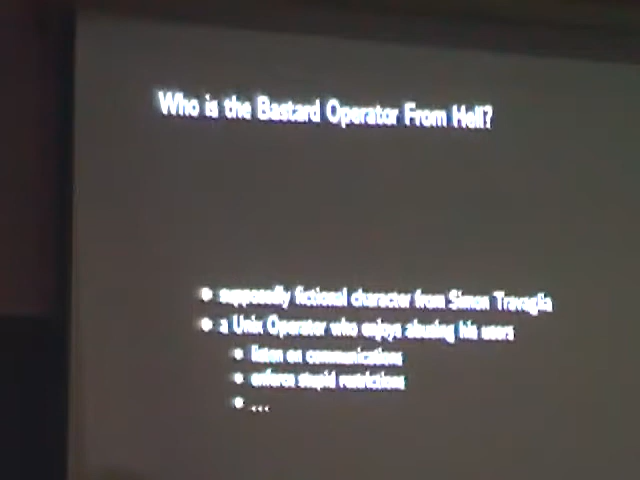 Who is the Bastard Operator From Hell?
supposedly fictional character from Simon Travaglia
a Unix Operator who enjoys abusing his users
listen on communications
enforce stupid restrictions
...